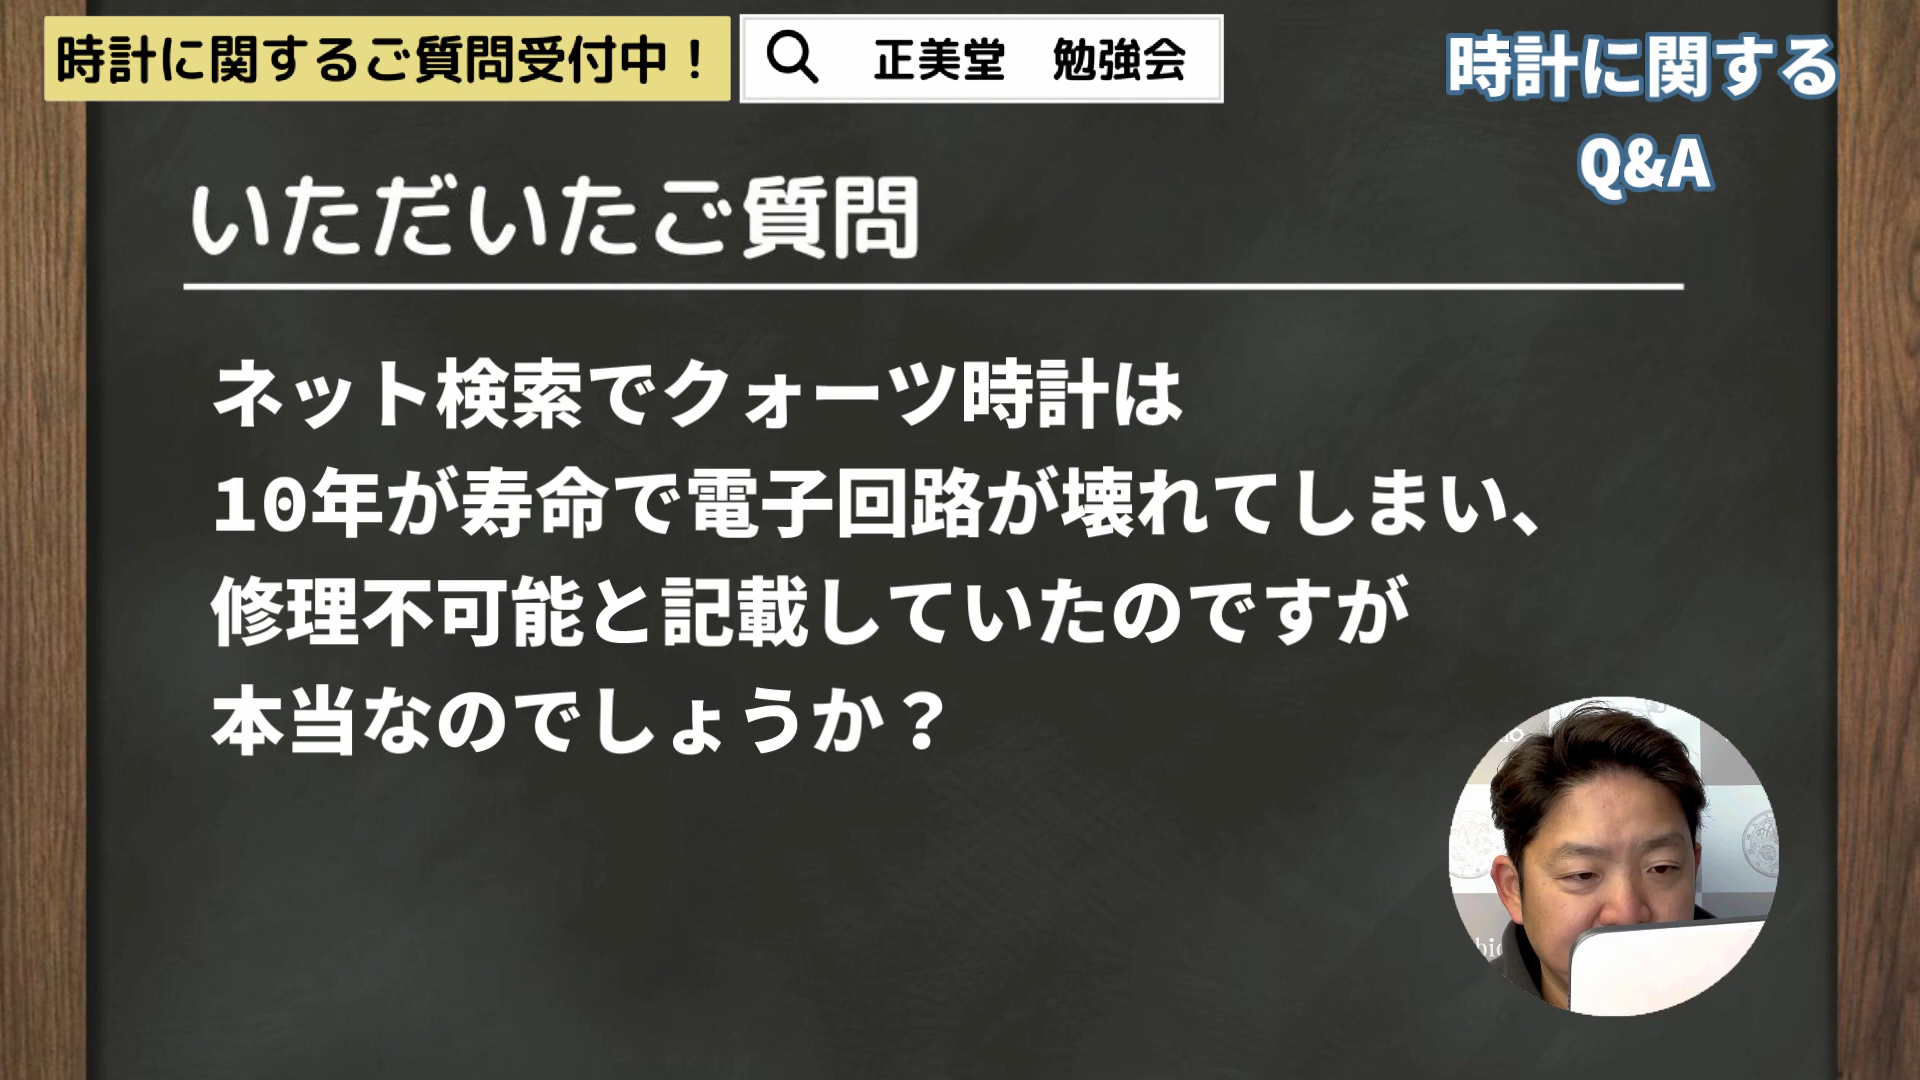 時計に関するご質問受付中！
正美堂　勉強会
時計に関する
Q&A
いただいたご質問
ネット検索でクォーツ時計は
10年が寿命で電子回路が壊れてしまい、
修理不可能と記載していたのですが
本当なのでしょうか？